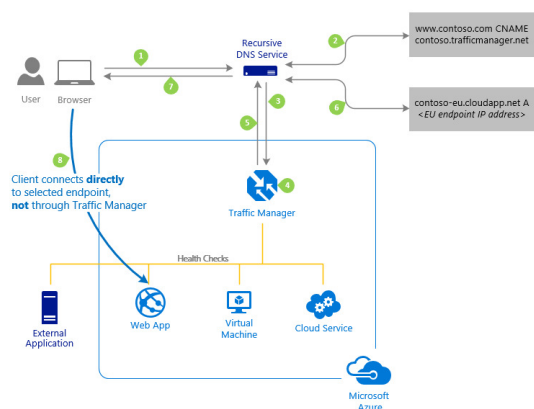 www.contoso.com CNAME
contoso.trafficmanager.net
Recursive
DNS Service
1
2
7
User
Browser
6
contoso-eu.cloudapp.net A
<EU endpoint IP address>
5
3
8
Client connects directly
to selected endpoint,
not through Traffic Manager
4
Traffic Manager
Health Checks
External
Application
Web App
Virtual
Machine
Cloud Service
Microsoft
Azure